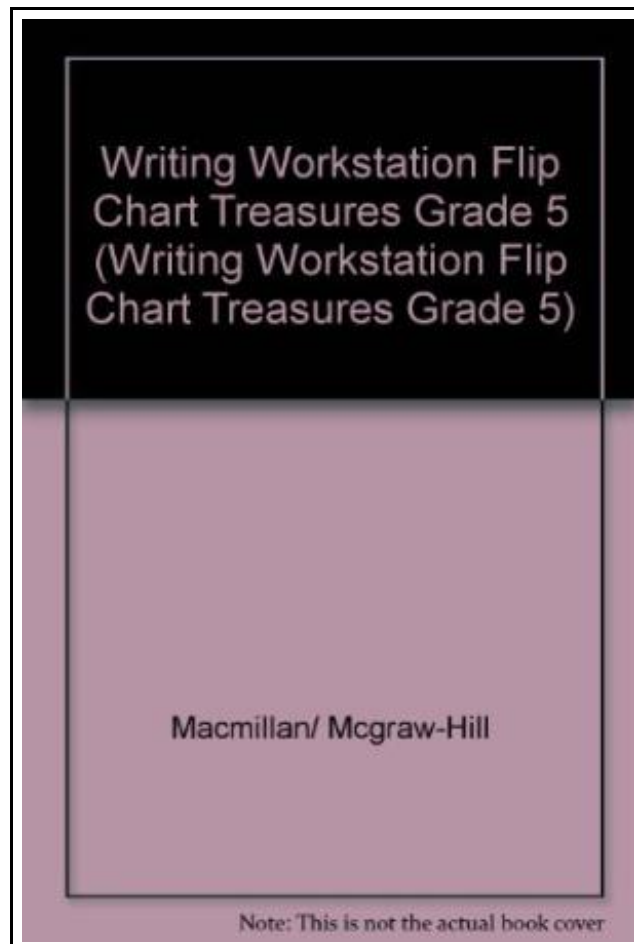 Writing Workstation Flip
Chart Treasures Grade 5
(Writing Workstation Flip
Chart Treasures Grade 5)
Macmillan/ Mcgraw-Hill
Note: This is not the actual book cover